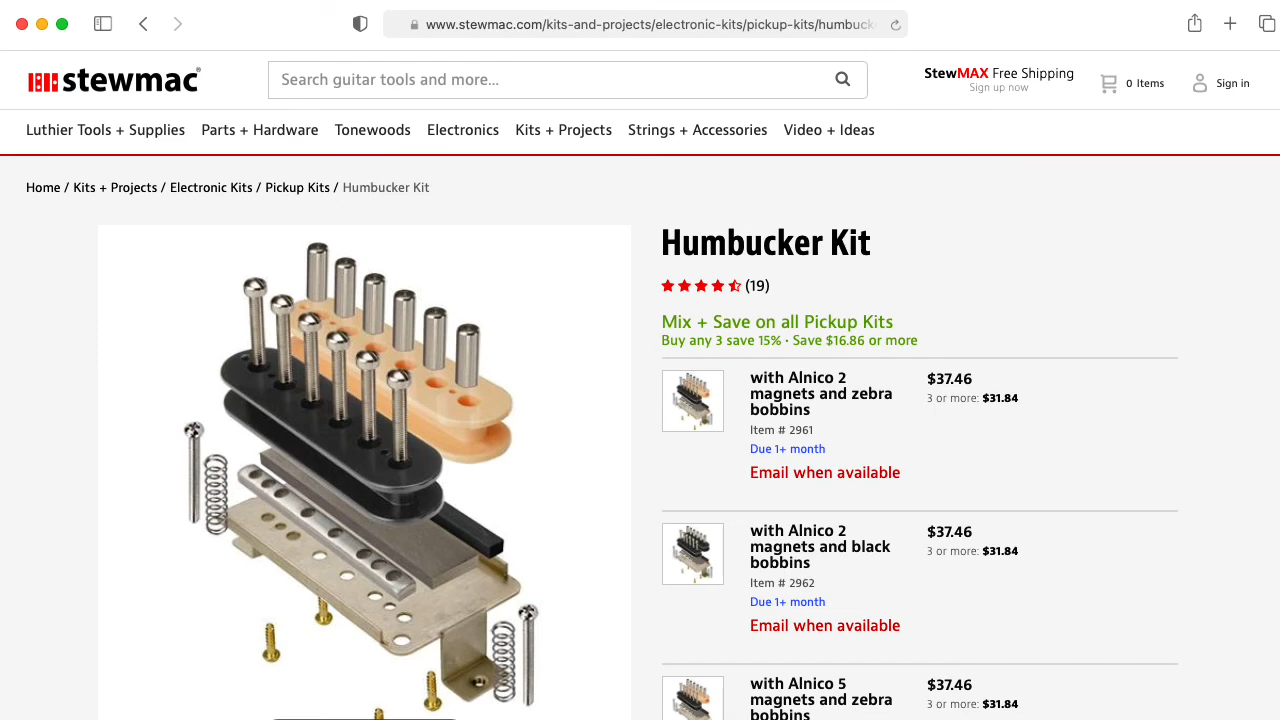 www.stewmac.com/kits-and-projects/electronic-kits/pickup-kits/humbuck
stewmac®
Search guitar tools and more...
StewMAX Free Shipping
Sign up now
0 Items
Sign in
Luthier Tools + Supplies Parts + Hardware Tonewoods Electronics Kits + Projects Strings + Accessories Video + Ideas
Home / Kits + Projects / Electronic Kits / Pickup Kits / Humbucker Kit
Humbucker Kit
(19)
Mix + Save on all Pickup Kits
Buy any 3 save 15% · Save $16.86 or more
with Alnico 2
magnets and zebra
bobbins
Item # 2961
Due 1+ month
Email when available
$37.46
3 or more: $31.84
with Alnico 2
magnets and black
bobbins
Item # 2962
Due 1+ month
Email when available
$37.46
3 or more: $31.84
with Alnico 5
magnets and zebra
bobbins
$37.46
3 or more: $31.84